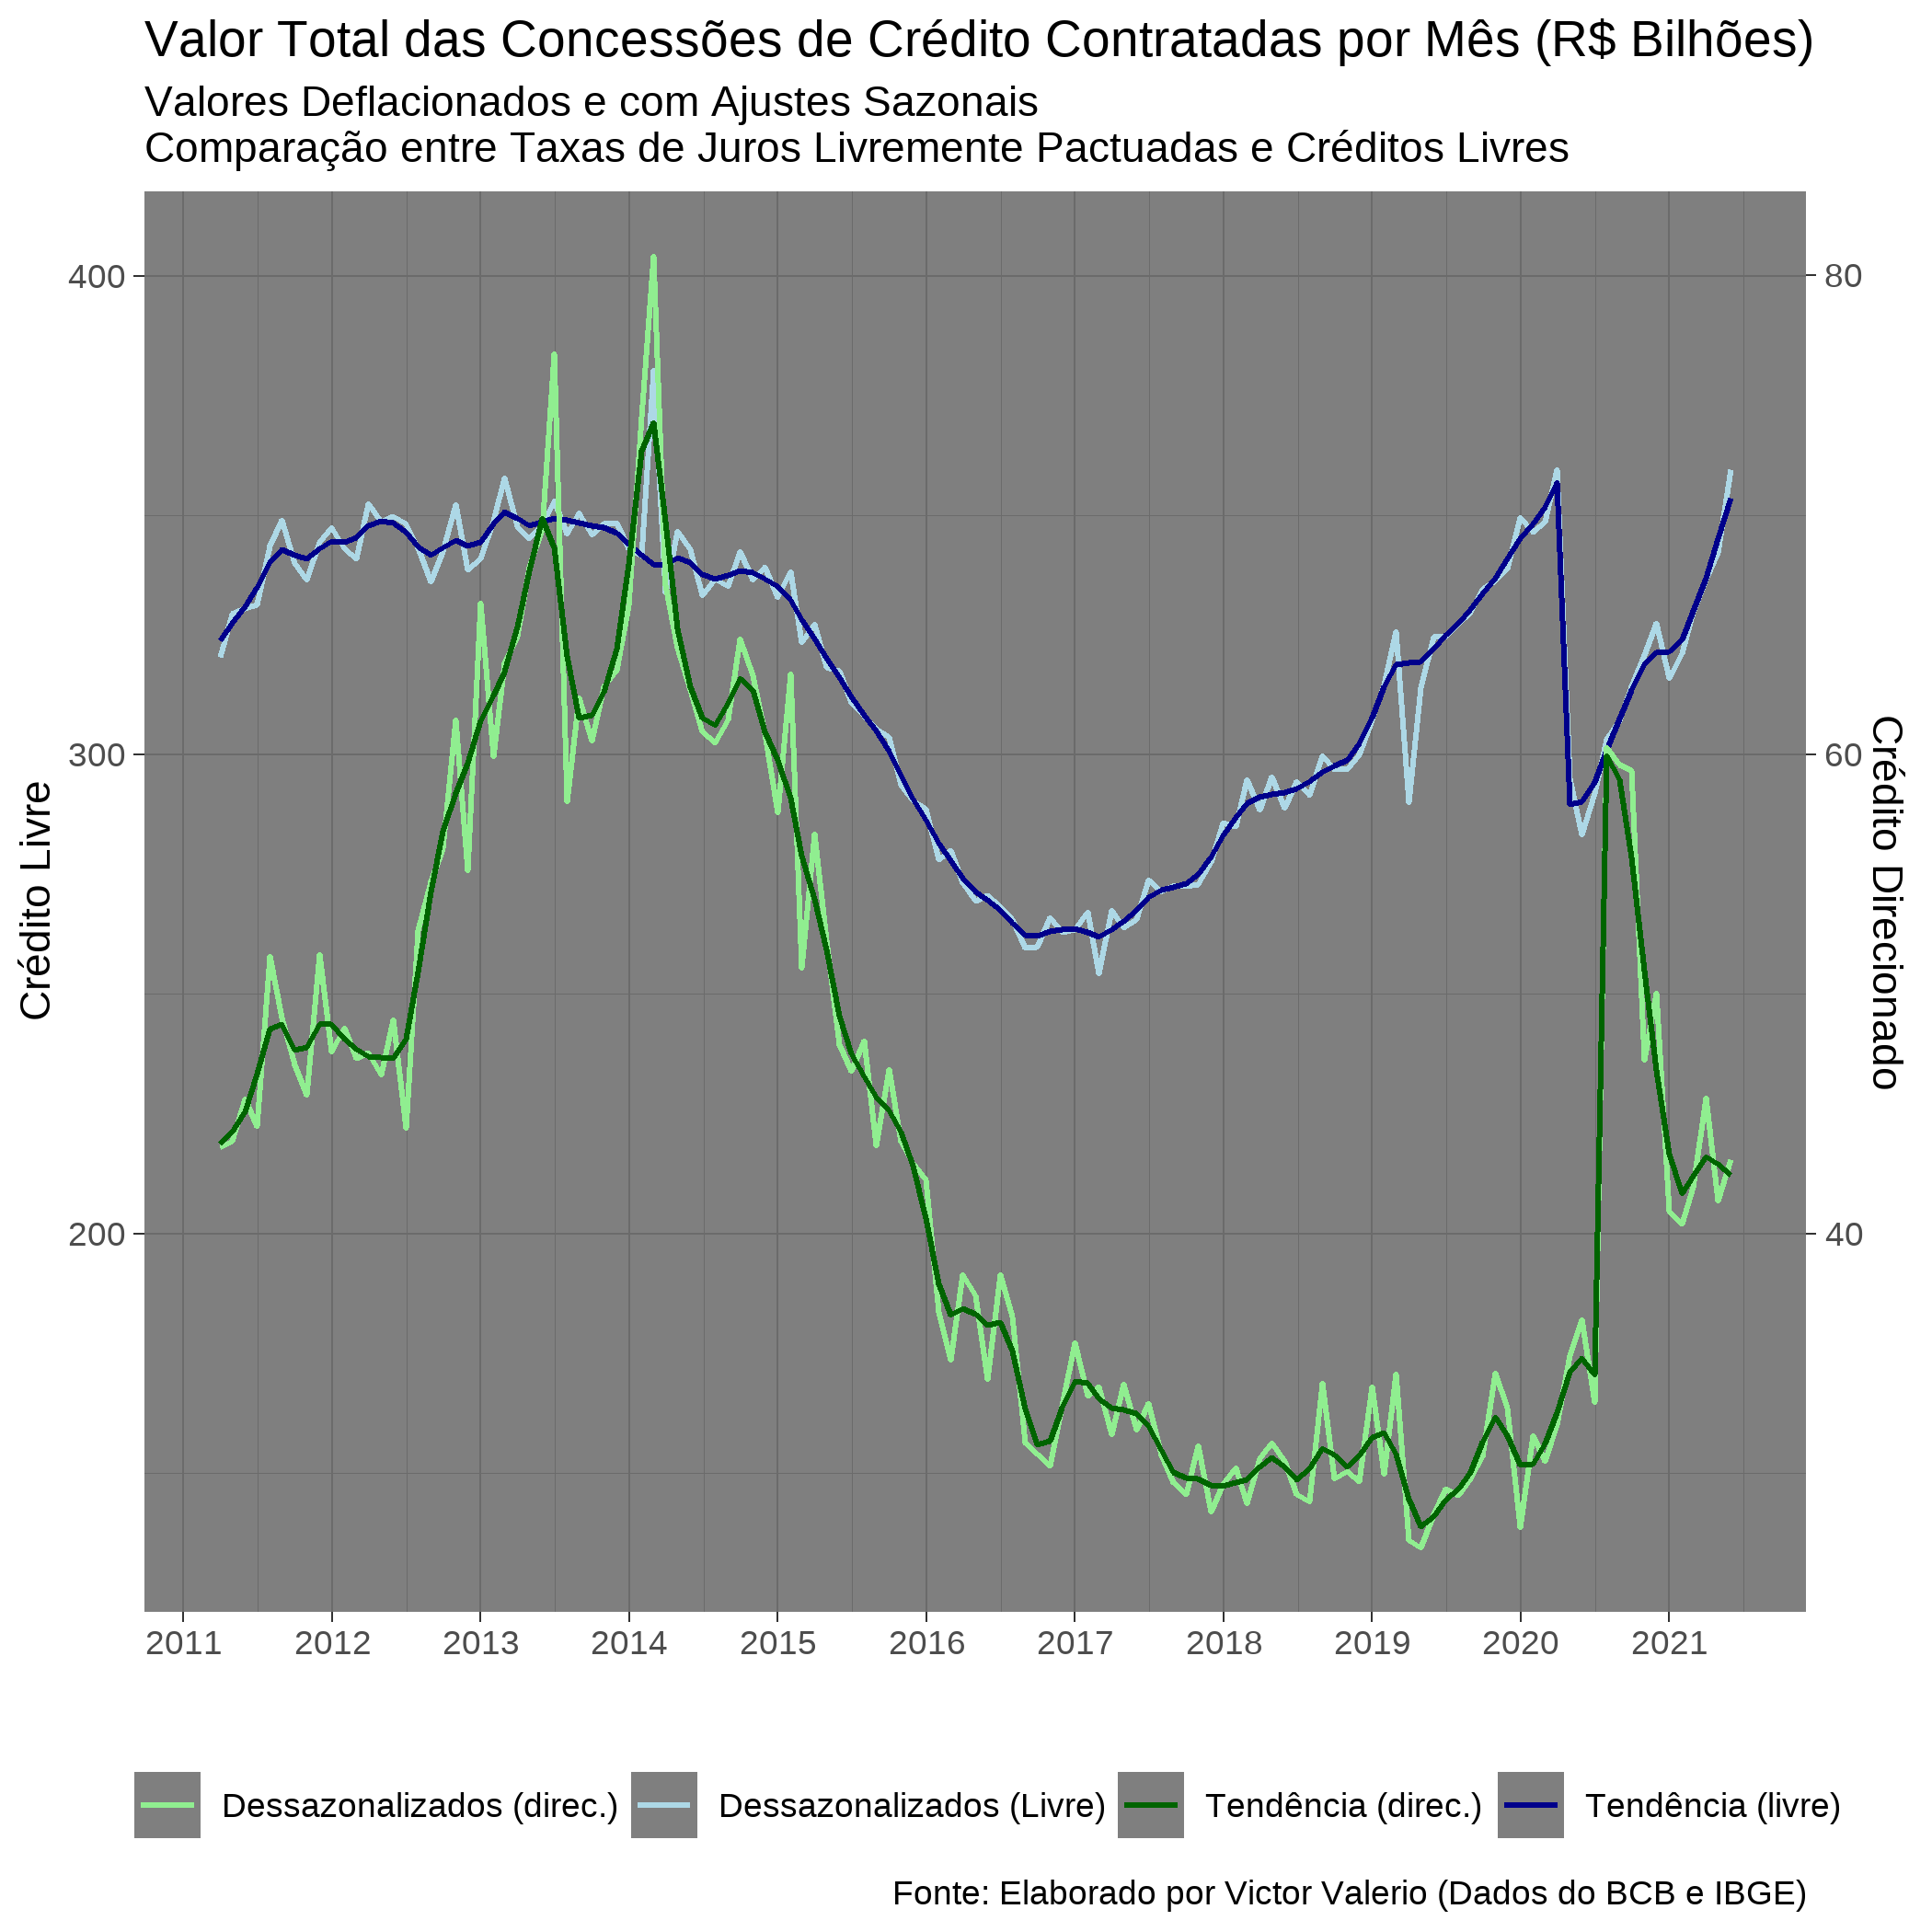 Valor Total das Concessões de Crédito Contratadas por Mês (R$ Bilhões)
Valores Deflacionados e com Ajustes Sazonais
Comparação entre Taxas de Juros Livremente Pactuadas e Créditos Livres
400
300
200
Crédito Livre
80
60
40
Crédito Direcionado
2011 2012 2013 2014 2015 2016 2017 2018 2019 2020 2021
Dessazonalizados (direc.) Dessazonalizados (Livre) Tendência (direc.) Tendência (livre)
Fonte: Elaborado por Victor Valerio (Dados do BCB e IBGE)